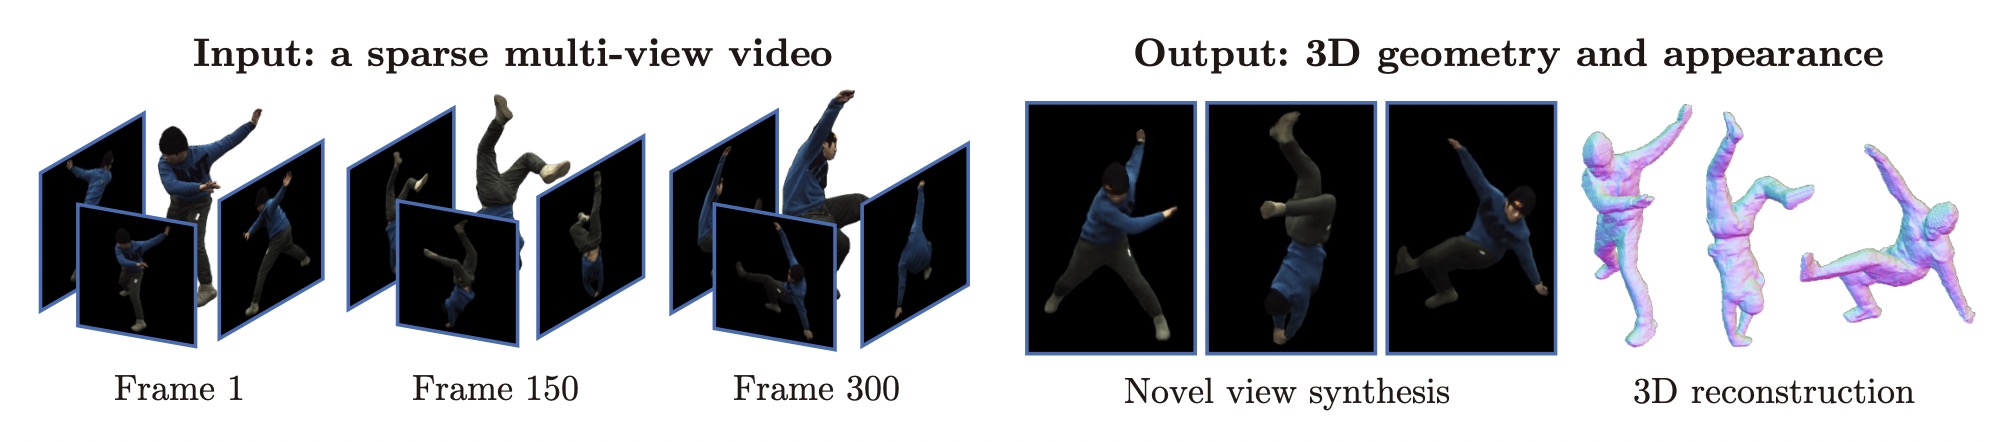 Input: a sparse multi-view video
Output: 3D geometry and appearance
Frame 1
Frame 150
Frame 300
Novel view synthesis
3D reconstruction